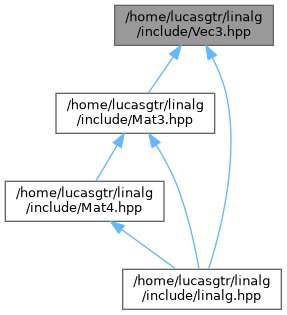 /home/lucasgtr/linalg
/include/Vec3.hpp
/home/lucasgtr/linalg
/include/Mat3.hpp
/home/lucasgtr/linalg
/include/Mat4.hpp
/home/lucasgtr/linalg
/include/linalg.hpp